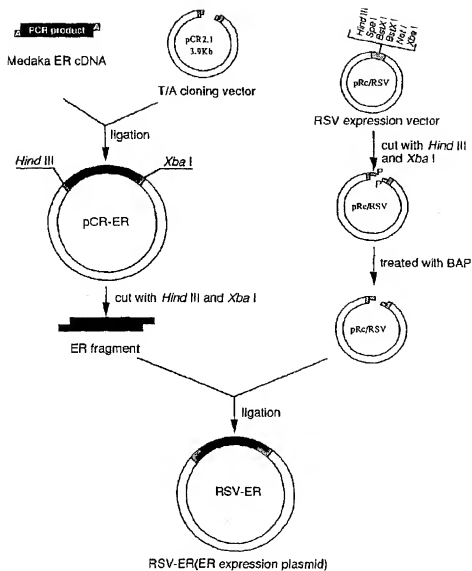 A PCR product A
Medaka ER cDNA
pCR2.1
3.9Kb
T/A cloning vector
ligation
Hind III
Xba I
pCR-ER
cut with Hind III and Xba I
ER fragment
Hind III
Spe I
BstX I
BstX I
Not I
Xba I
pRc/RSV
RSV expression vector
cut with Hind III
and Xba I
P
P
pRc/RSV
treated with BAP
pRc/RSV
ligation
RSV-ER
RSV-ER(ER expression plasmid)